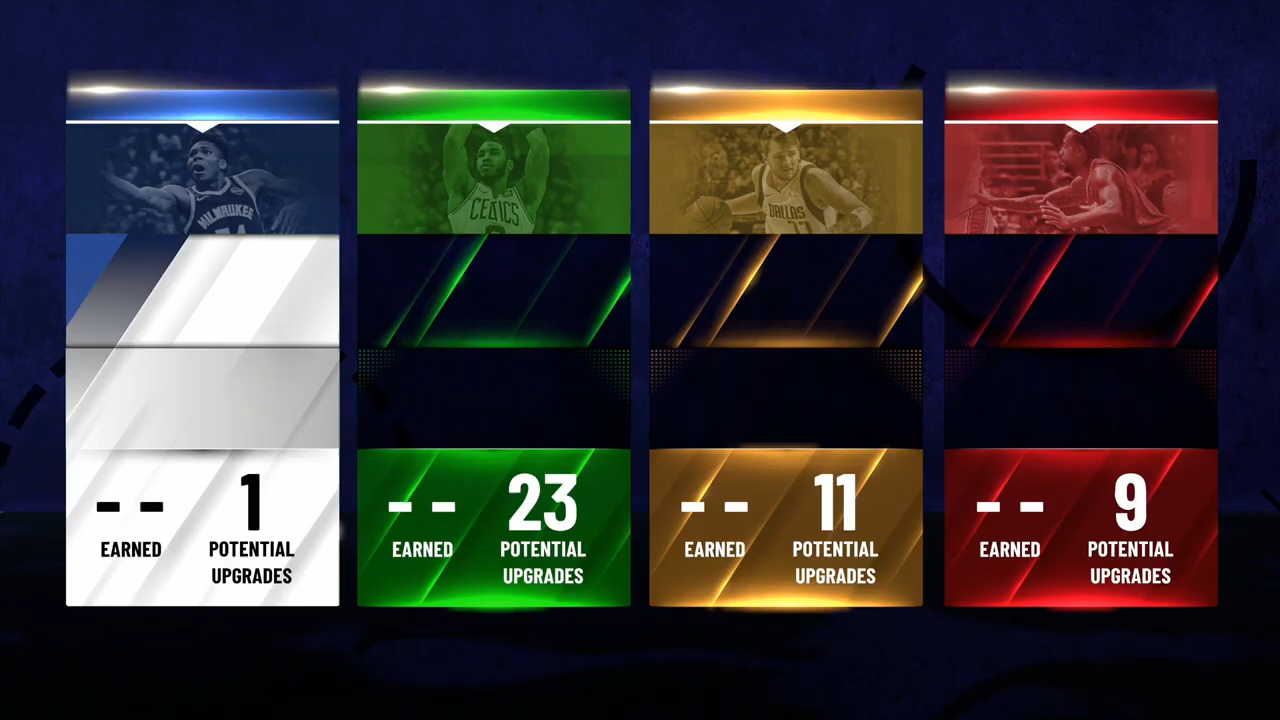 MILWAUKEE
CELTICS
DALLAS
- - 1
EARNED POTENTIAL
UPGRADES
- - 23
EARNED POTENTIAL
UPGRADES
- - 11
EARNED POTENTIAL
UPGRADES
- - 9
EARNED POTENTIAL
UPGRADES